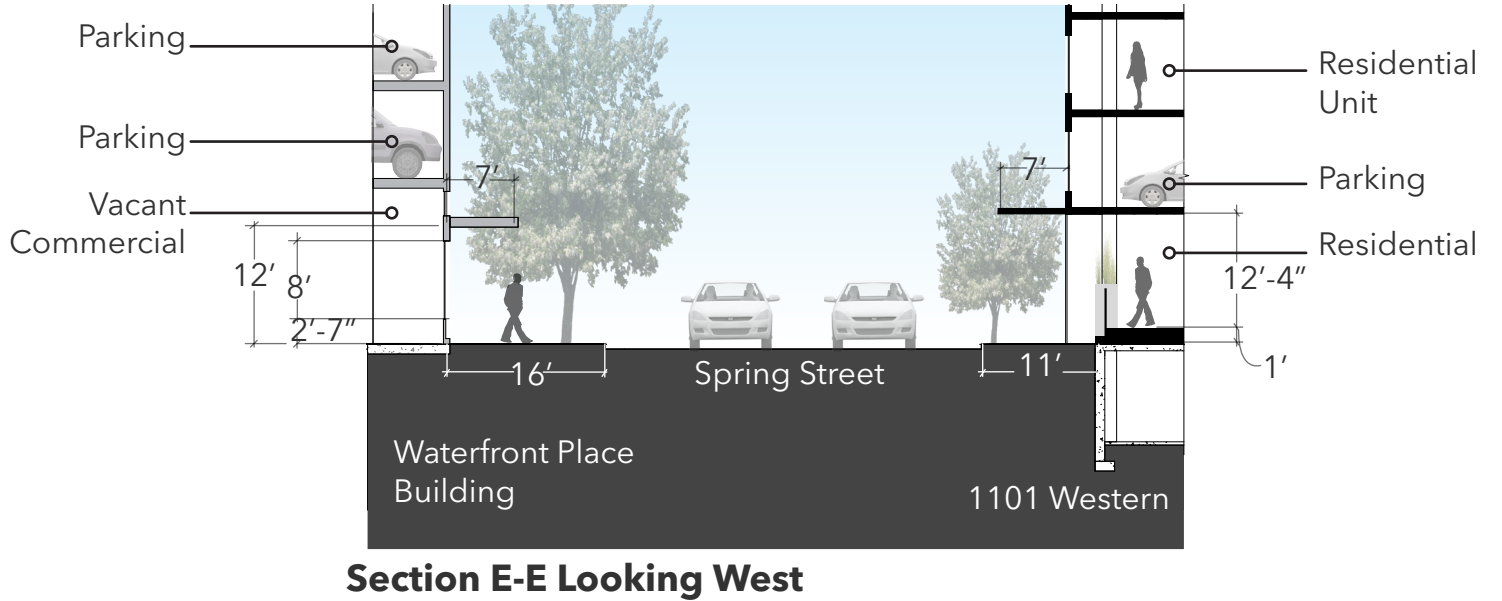 Parking
Parking
Vacant
Commercial
7’
12’
8’
2’-7”
16’
Spring Street
Waterfront Place
Building
7’
Residential
Unit
Parking
Residential
12’-4”
1’
11’
1101 Western
Section E-E Looking West